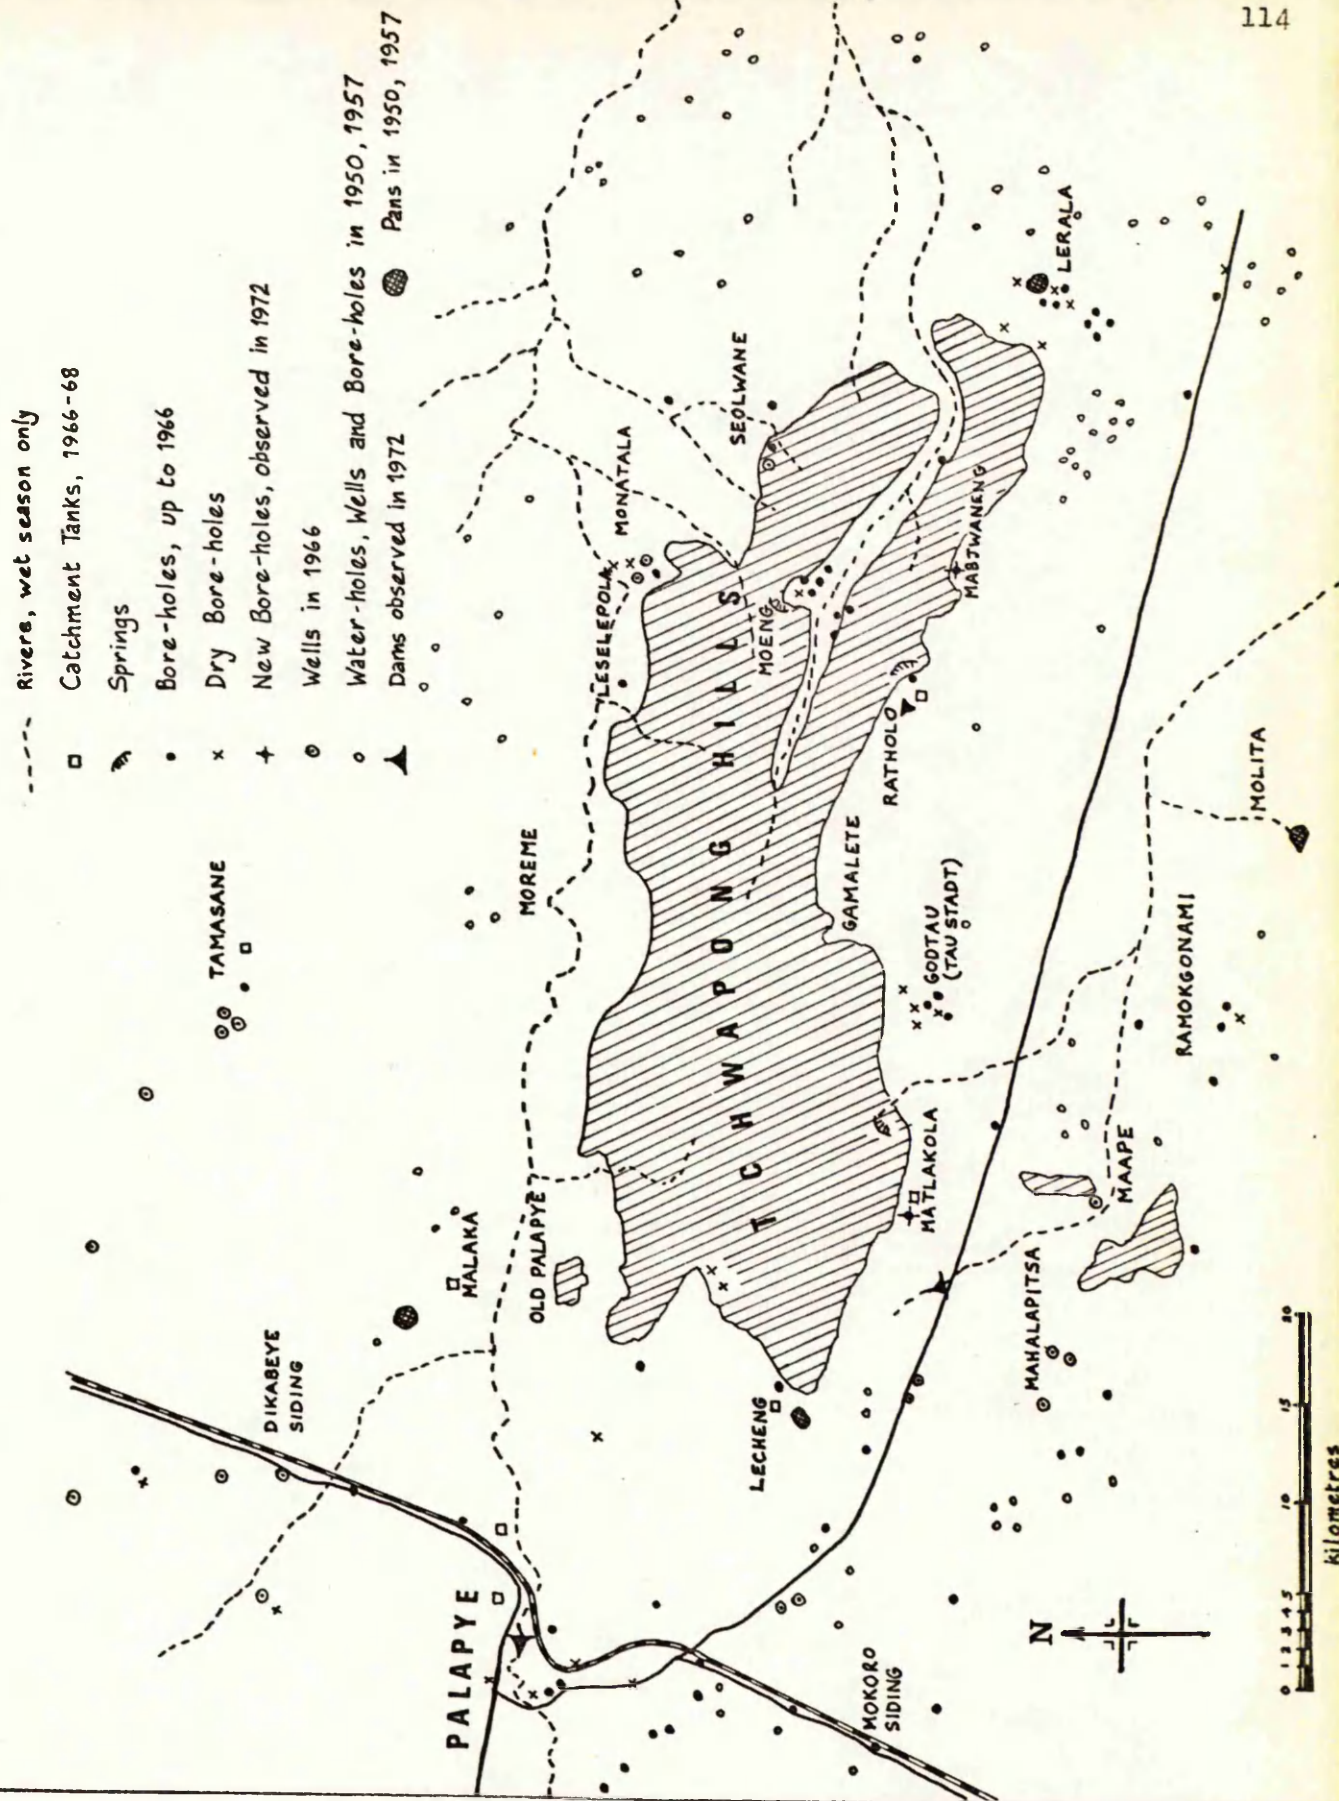 114
Rivers, wet season only
Catchment Tanks, 1966-68
Springs
Bore-holes, up to 1966
Dry Bore-holes
New Bore-holes, observed in 1972
Wells in 1966
Water-holes, Wells and Bore-holes in 1950, 1957
Dams observed in 1972
Pans in 1950, 1957
TAMASANE
DIKABEYE
SIDING
MALAKA
MOREME
OLD PALAPYE
LESELEPOLA
MONATALA
SEOLWANE
PALAPYE
TCHWAPONG HILLS
MOENG
LERALA
MABJWANENG
RATHOLO
GAMALETE
GODTAU
(TAU STADT)
LECHENG
MATLAKOLA
MOKORO
SIDING
MAHALAPITSA
MAAPE
RAMOKGONAMI
MOLITA
N
0 1 2 3 4 5 10 15 20
kilometres